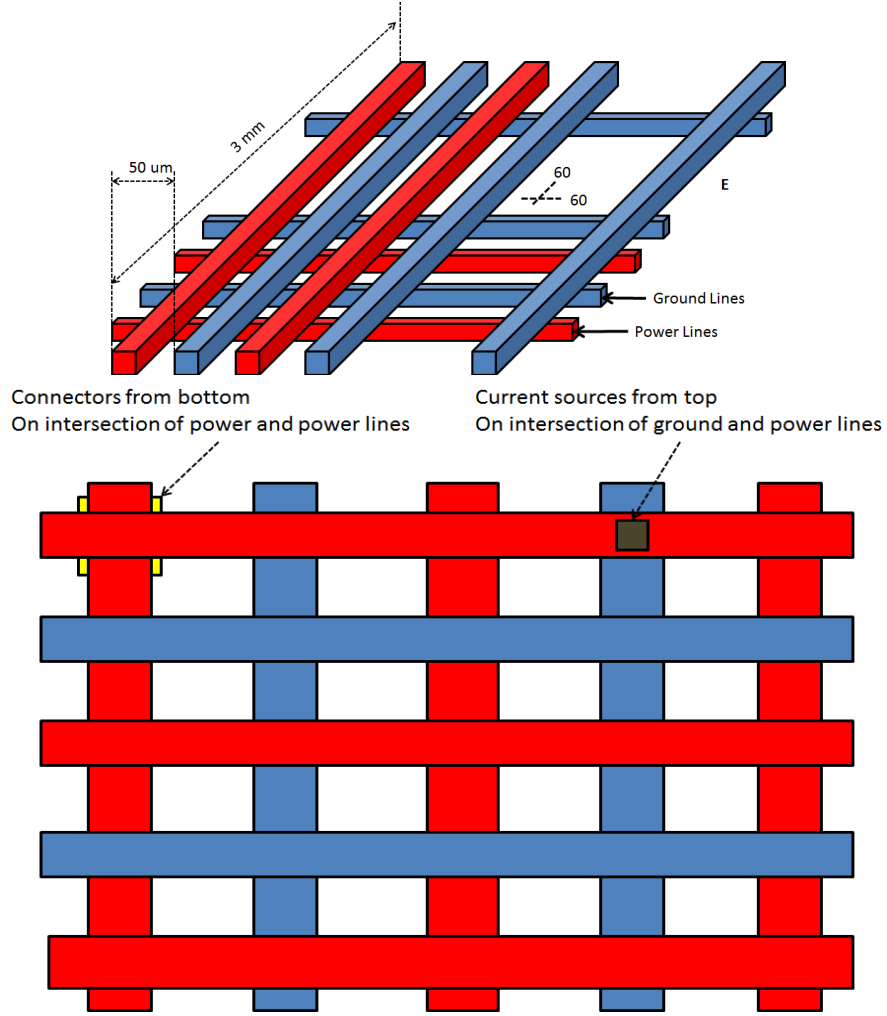 3 mm
50 um
60
60
E
Ground Lines
Power Lines
Connectors from bottom
On intersection of power and power lines
Current sources from top
On intersection of ground and power lines